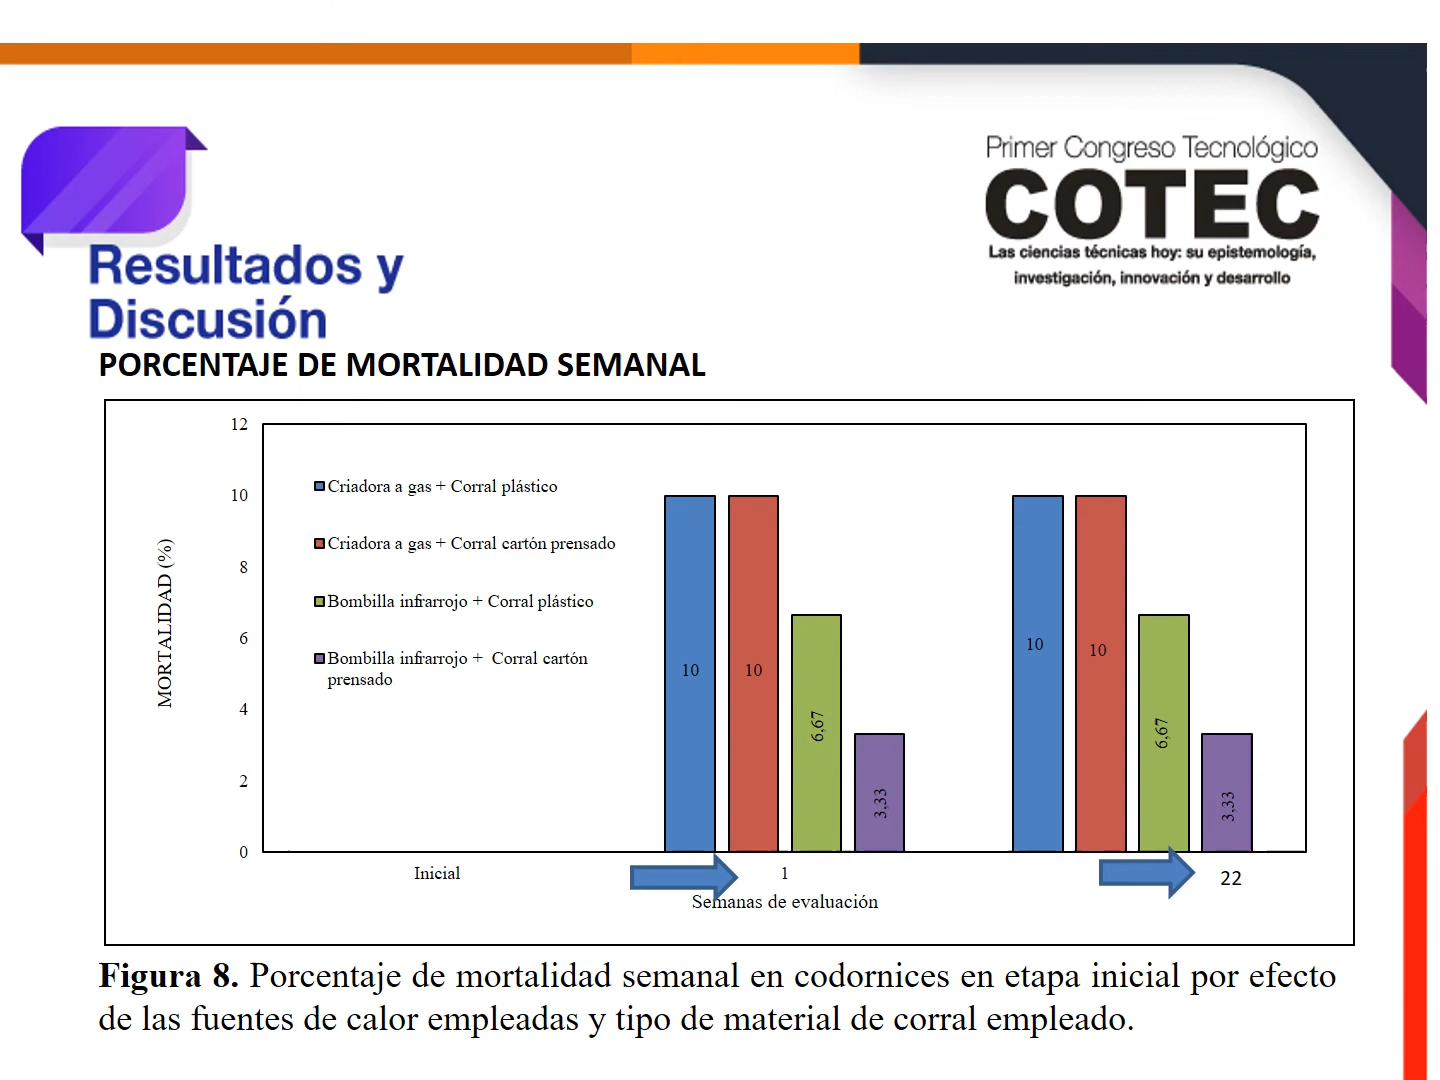 Primer Congreso Tecnológico
COTEC
Las ciencias técnicas hoy: su epistemología,
investigación, innovación y desarrollo
Resultados y
Discusión
PORCENTAJE DE MORTALIDAD SEMANAL
MORTALIDAD (%)
12
10
8
6
4
2
0
Criadora a gas + Corral plástico
Criadora a gas + Corral cartón prensado
Bombilla infrarrojo + Corral plástico
Bombilla infrarrojo + Corral cartón
prensado
10
10
6,67
3,33
10
10
6,67
3,33
Inicial
1
22
Semanas de evaluación
Figura 8. Porcentaje de mortalidad semanal en codornices en etapa inicial por efecto
de las fuentes de calor empleadas y tipo de material de corral empleado.